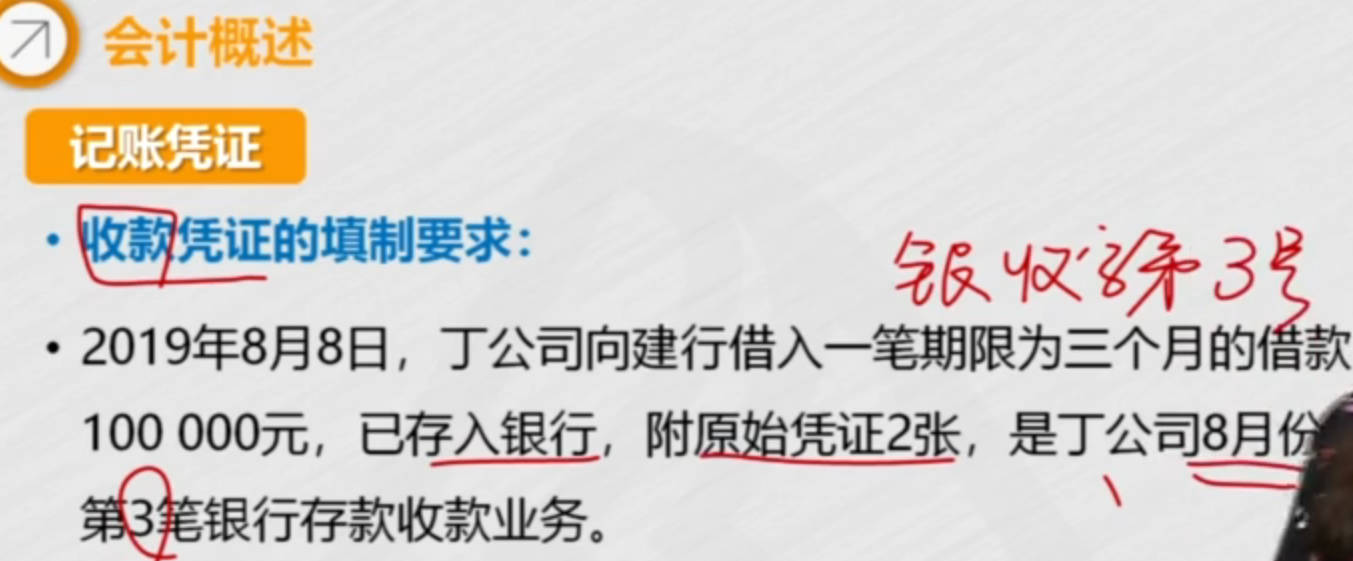 会计概述
记账凭证
• 收款凭证的填制要求：
银收字第3号
• 2019年8月8日，丁公司向建行借入一笔期限为三个月的借款
100 000元，已存入银行，附原始凭证2张，是丁公司8月份
第3笔银行存款收款业务。